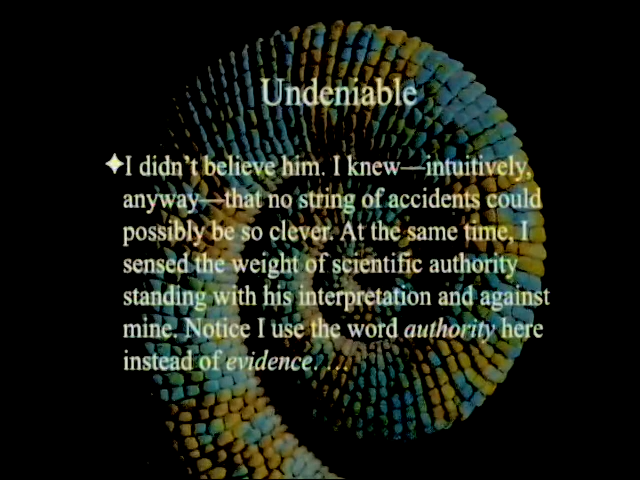 Undeniable
✦I didn't believe him. I knew—intuitively,
anyway—that no string of accidents could
possibly be so clever. At the same time, I
sensed the weight of scientific authority
standing with his interpretation and against
mine. Notice I use the word authority here
instead of evidence. …